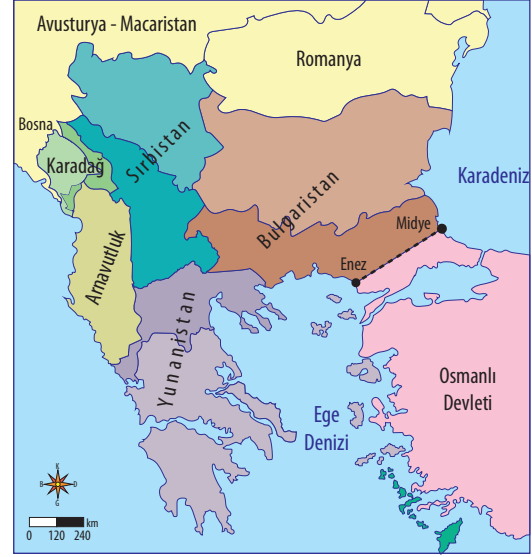 Avusturya - Macaristan
Romanya
Bosna
Karadağ
Sırbistan
Karadeniz
Bulgaristan
Midye
Arnavutluk
Enez
Yunanistan
Osmanlı
Devleti
Ege
Denizi
K
B
D
G
0 120 240 km